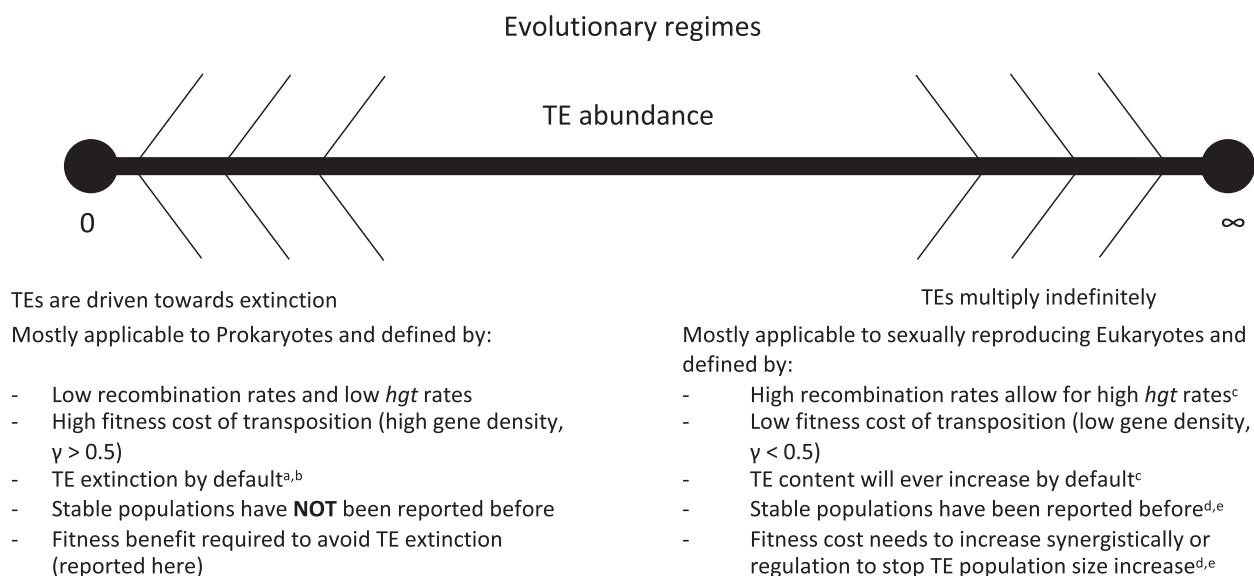 Evolutionary regimes
TE abundance
0
∞
TEs are driven towards extinction
Mostly applicable to Prokaryotes and defined by:
- Low recombination rates and low hgt rates
- High fitness cost of transposition (high gene density,
γ > 0.5)
- TE extinction by defaultᵃ,ᵇ
- Stable populations have NOT been reported before
- Fitness benefit required to avoid TE extinction
(reported here)
TEs multiply indefinitely
Mostly applicable to sexually reproducing Eukaryotes and
defined by:
- High recombination rates allow for high hgt ratesᶜ
- Low fitness cost of transposition (low gene density,
γ < 0.5)
- TE content will ever increase by defaultᶜ
- Stable populations have been reported beforeᵈ,ᵉ
- Fitness cost needs to increase synergistically or
regulation to stop TE population size increaseᵈ,ᵉ